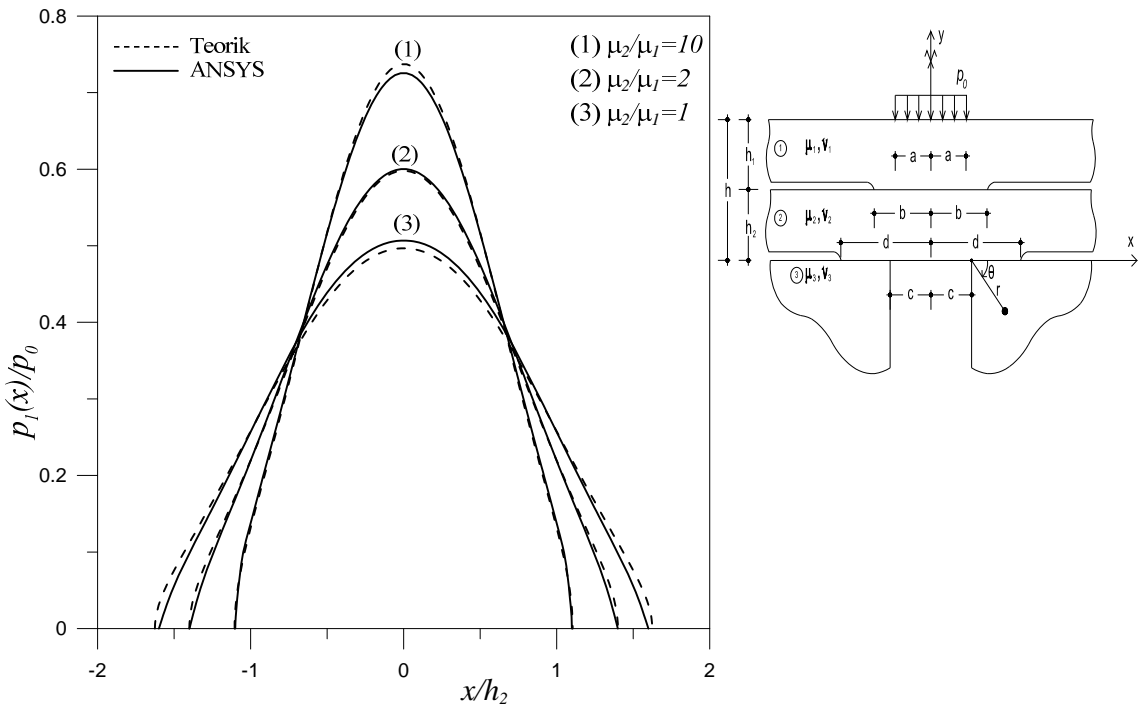 0.8
0.6
0.4
0.2
0
-2
-1
0
1
2
p₁(x)/p₀
x/h₂
Teorik
ANSYS
(1) μ₂/μ₁=10
(2) μ₂/μ₁=2
(3) μ₂/μ₁=1
(1)
(2)
(3)
y
p₀
h
h₁
① μ₁,ν₁
a a
h₂
② μ₂,ν₂
b b
d d
x
③ μ₃,ν₃
θ
r
c c